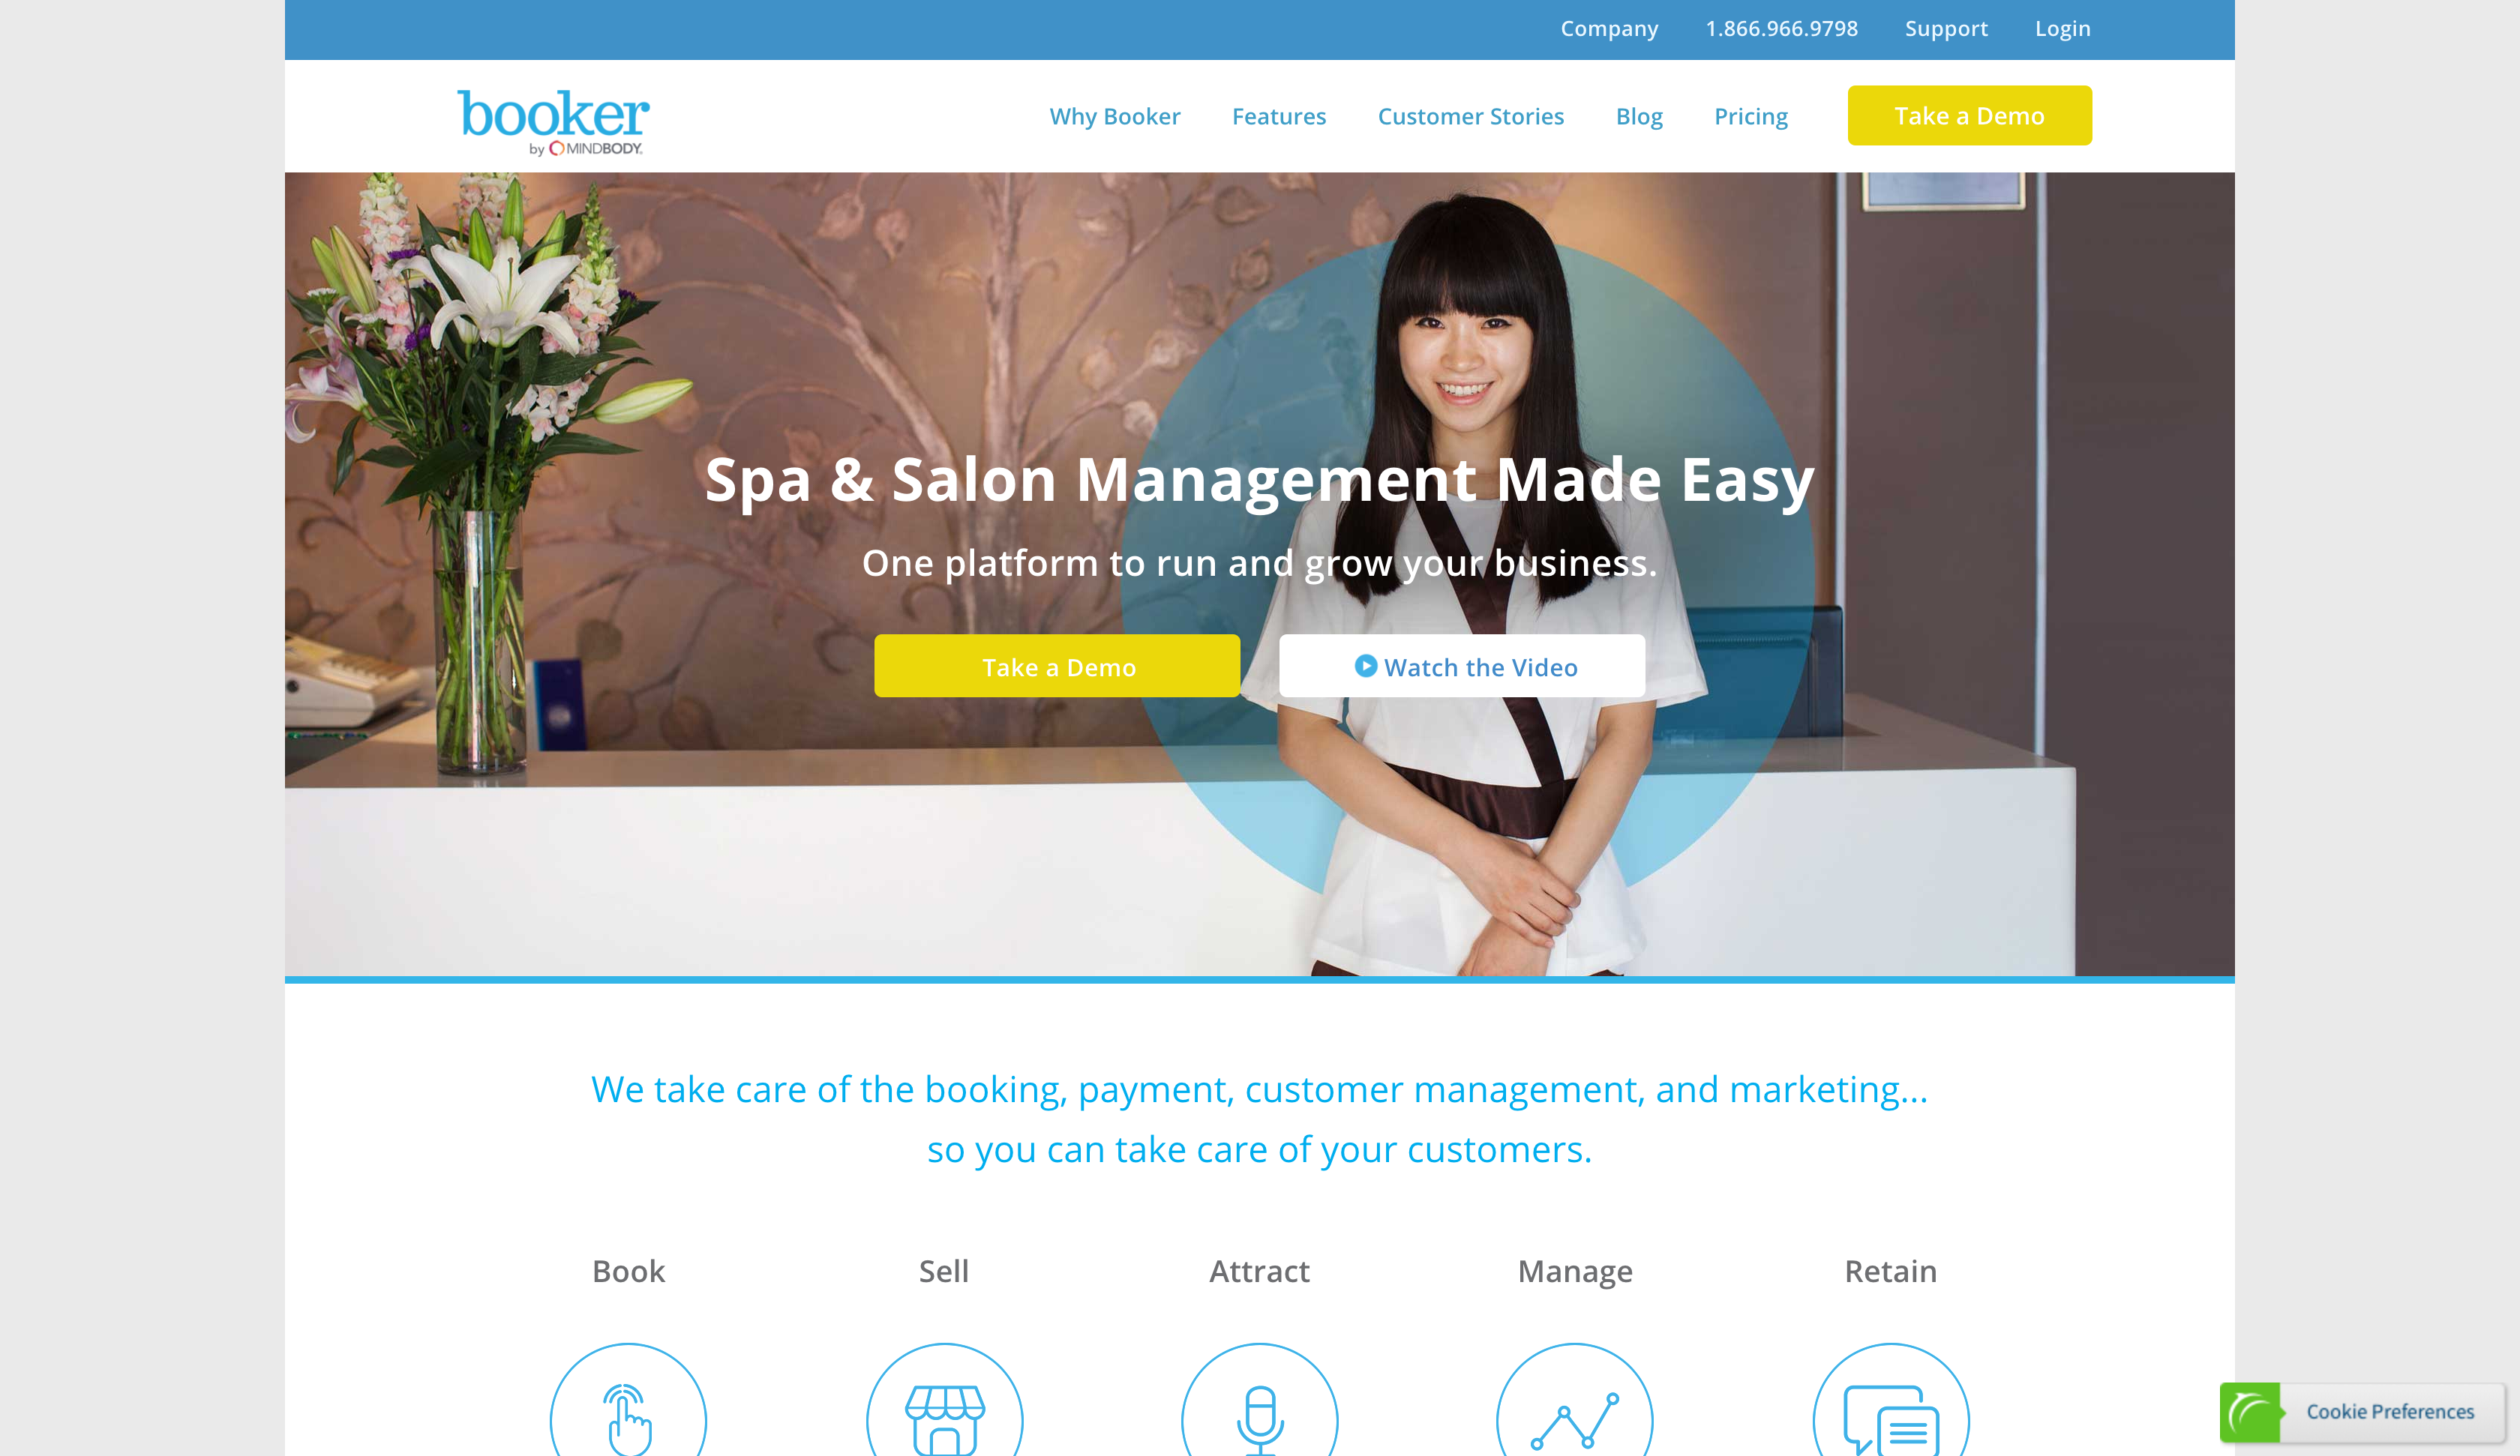 Company 1.866.966.9798 Support Login
booker
by MINDBODY
Why Booker Features Customer Stories Blog Pricing Take a Demo
Spa & Salon Management Made Easy
One platform to run and grow your business.
Take a Demo Watch the Video
We take care of the booking, payment, customer management, and marketing...
so you can take care of your customers.
Book Sell Attract Manage Retain
Cookie Preferences